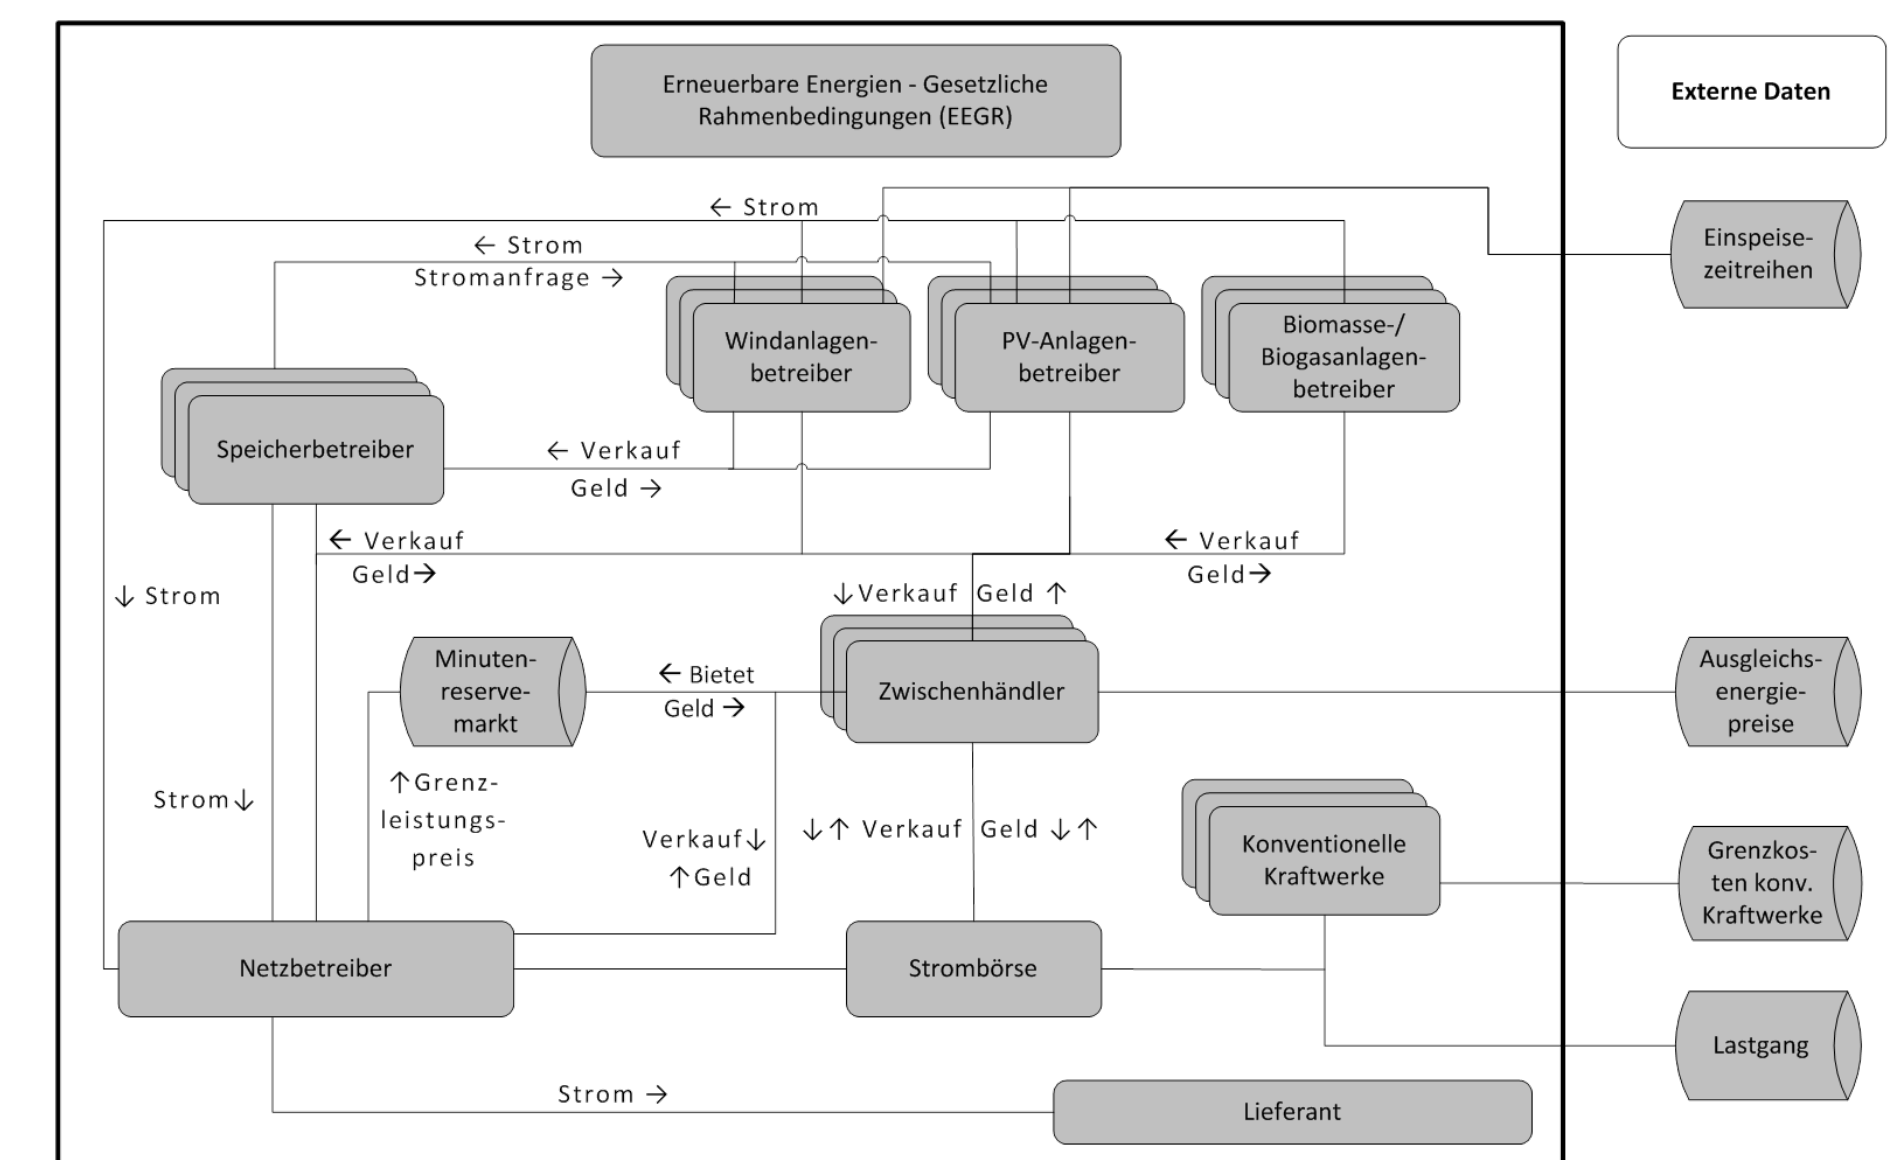 Erneuerbare Energien - Gesetzliche
Rahmenbedingungen (EEGR)
Externe Daten
← Strom
← Strom
Stromanfrage →
Einspeise-
zeitreihen
Windanlagen-
betreiber
PV-Anlagen-
betreiber
Biomasse-/
Biogasanlagen-
betreiber
Speicherbetreiber
← Verkauf
Geld →
← Verkauf
Geld→
← Verkauf
Geld→
↓ Strom
↓Verkauf
Geld ↑
Minuten-
reserve-
markt
← Bietet
Geld →
Zwischenhändler
Ausgleichs-
energie-
preise
Strom↓
↑Grenz-
leistungs-
preis
Verkauf↓
↑Geld
↓↑ Verkauf
Geld ↓↑
Konventionelle
Kraftwerke
Grenzkos-
ten konv.
Kraftwerke
Netzbetreiber
Strombörse
Lastgang
Strom →
Lieferant